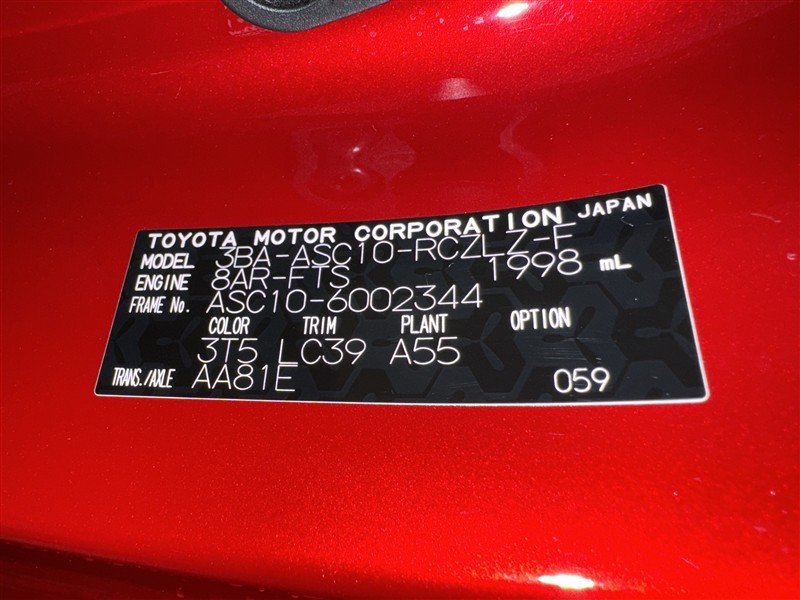 TOYOTA MOTOR CORPORATION JAPAN
MODEL 3BA-ASC10-RCZLZ-F
ENGINE 8AR-FTS 1998 mL
FRAME No. ASC10-6002344
COLOR TRIM PLANT OPTION
3T5 LC39 A55
TRANS./AXLE AA81E 059